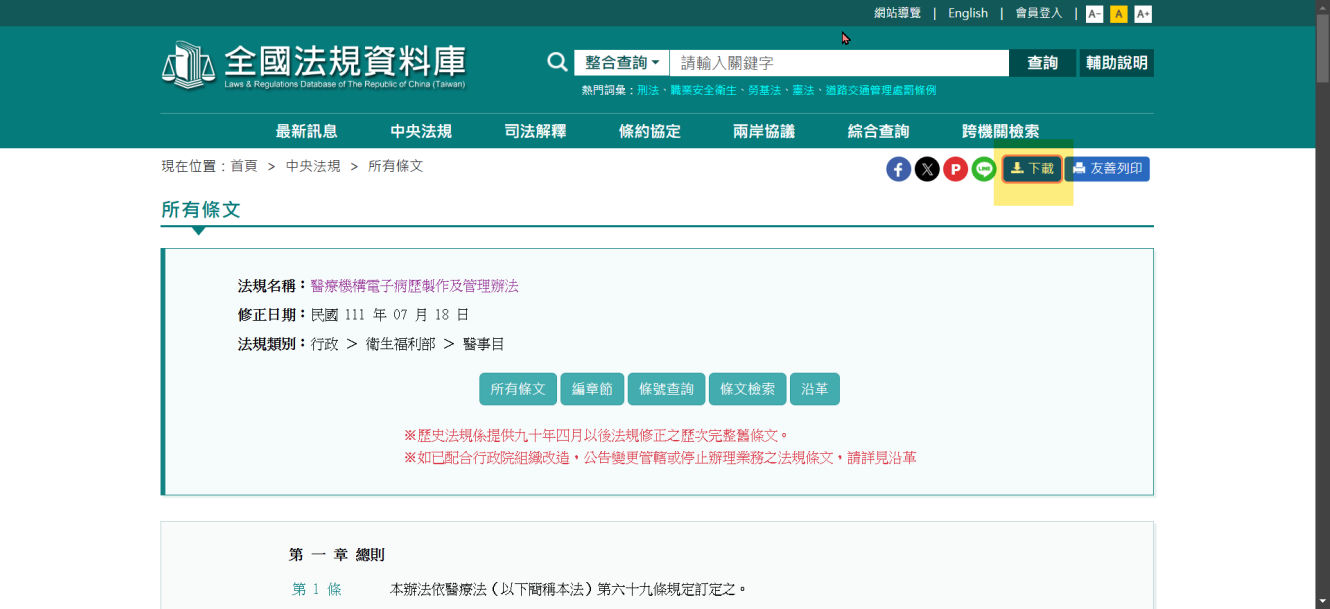 網站導覽 | English | 會員登入 | A- A A+
全國法規資料庫
Laws & Regulations Database of The Republic of China (Taiwan)
整合查詢 請輸入關鍵字 查詢 輔助說明
熱門詞彙：刑法、職業安全衛生、勞基法、憲法、道路交通管理處罰條例
最新訊息 中央法規 司法解釋 條約協定 兩岸協議 綜合查詢 跨機關檢索
現在位置：首頁 > 中央法規 > 所有條文
f X P LINE 下載 友善列印
所有條文
法規名稱：醫療機構電子病歷製作及管理辦法
修正日期：民國 111 年 07 月 18 日
法規類別：行政 > 衛生福利部 > 醫事目
所有條文 編章節 條號查詢 條文檢索 沿革
※歷史法規係提供九十年四月以後法規修正之歷次完整舊條文。
※如已配合行政院組織改造，公告變更管轄或停止辦理業務之法規條文，請詳見沿革
第 一 章 總則
第 1 條 本辦法依醫療法（以下簡稱本法）第六十九條規定訂定之。